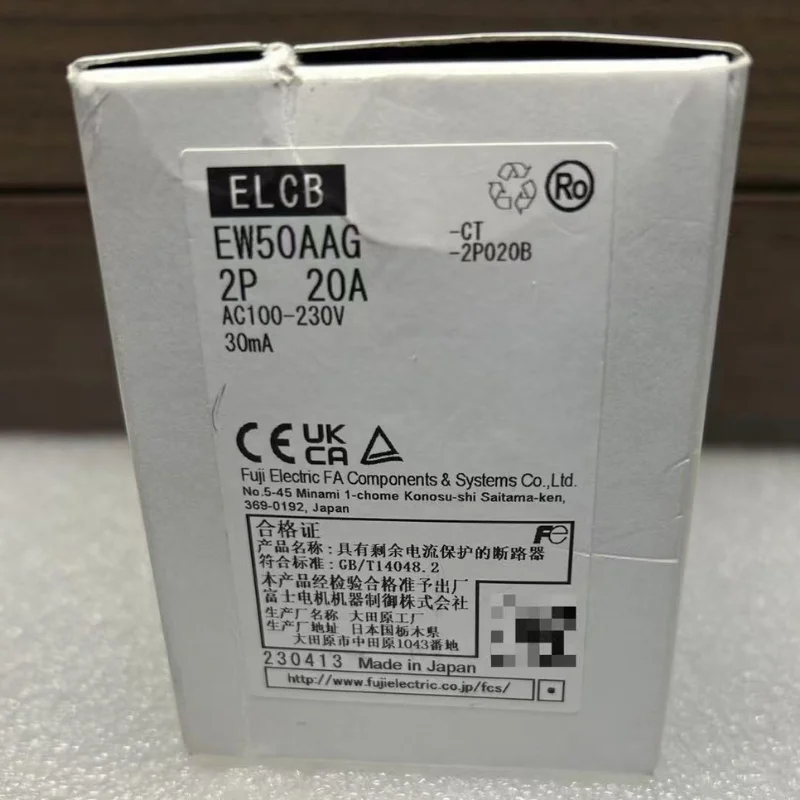 ELCB
Ro
EW50AAG -CT
-2P020B
2P 20A
AC100-230V
30mA
CE UK CA
Fuji Electric FA Components & Systems Co.,Ltd.
No.5-45 Minami 1-chome Konosu-shi Saitama-ken,
369-0192, Japan
合格证
Fe
产品名称:具有剩余电流保护的断路器
符合标准:GB/T14048.2
本产品经检验合格准予出厂
富士电机机器制御株式会社
生产厂名称 大田原工厂
生产厂地址 日本国栃木県
大田原市中田原1043番地
230413 Made in Japan
http://www.fujielectric.co.jp/fcs/